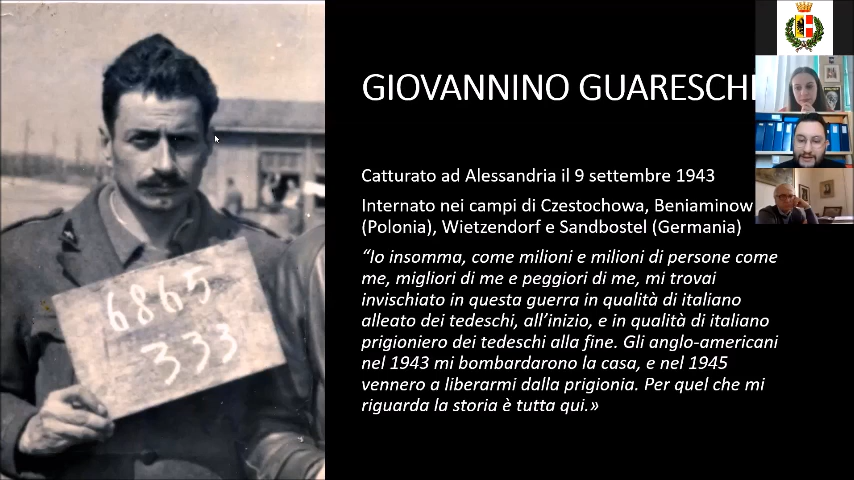 GIOVANNINO GUARESCHI
Catturato ad Alessandria il 9 settembre 1943
Internato nei campi di Czestochowa, Beniaminow
(Polonia), Wietzendorf e Sandbostel (Germania)
“Io insomma, come milioni e milioni di persone come
me, migliori di me e peggiori di me, mi trovai
invischiato in questa guerra in qualità di italiano
alleato dei tedeschi, all’inizio, e in qualità di italiano
prigioniero dei tedeschi alla fine. Gli anglo-americani
nel 1943 mi bombardarono la casa, e nel 1945
vennero a liberarmi dalla prigionia. Per quel che mi
riguarda la storia è tutta qui.»
6865
333